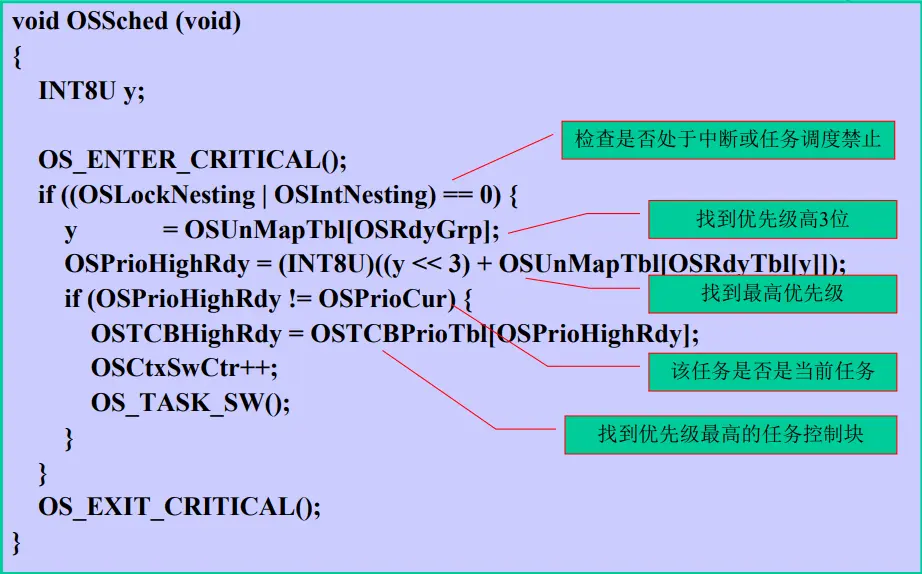 void OSSched (void)
{
INT8U y;
OS_ENTER_CRITICAL();
检查是否处于中断或任务调度禁止
if ((OSLockNesting | OSIntNesting) == 0) {
y = OSUnMapTbl[OSRdyGrp];
找到优先级高3位
OSPrioHighRdy = (INT8U)((y << 3) + OSUnMapTbl[OSRdyTbl[y]]);
找到最高优先级
if (OSPrioHighRdy != OSPrioCur) {
OSTCBHighRdy = OSTCBPrioTbl[OSPrioHighRdy];
OSCtxSwCtr++;
该任务是否是当前任务
OS_TASK_SW();
找到优先级最高的任务控制块
}
}
OS_EXIT_CRITICAL();
}